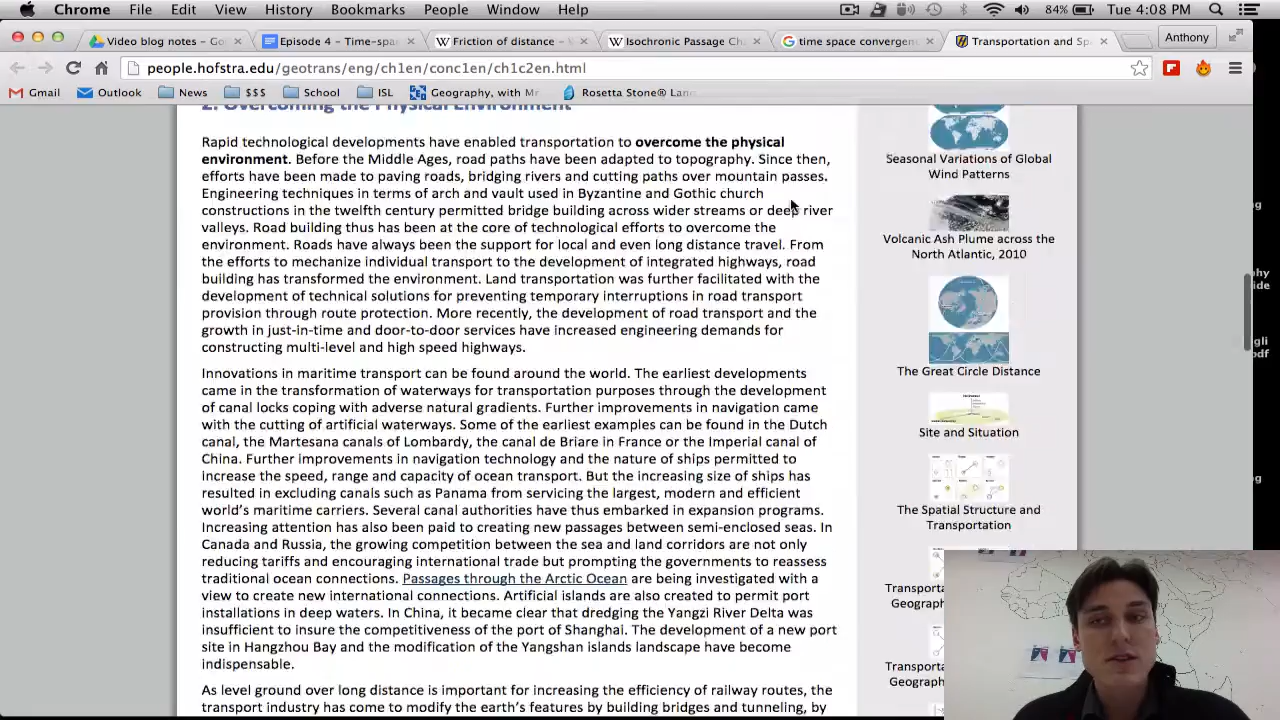 Chrome File Edit View History Bookmarks People Window Help 84% Tue 4:08 PM
Video blog notes – Go Episode 4 – Time-spa Friction of distance – W Isochronic Passage Cha time space convergen Transportation and Sp Anthony
people.hofstra.edu/geotrans/eng/ch1en/conc1en/ch1c2en.html
Gmail Outlook News $$$ School ISL Geography, with Mr Rosetta Stone® Lan
2. Overcoming the Physical Environment
Rapid technological developments have enabled transportation to overcome the physical
environment. Before the Middle Ages, road paths have been adapted to topography. Since then,
efforts have been made to paving roads, bridging rivers and cutting paths over mountain passes.
Engineering techniques in terms of arch and vault used in Byzantine and Gothic church
constructions in the twelfth century permitted bridge building across wider streams or deep river
valleys. Road building thus has been at the core of technological efforts to overcome the
environment. Roads have always been the support for local and even long distance travel. From
the efforts to mechanize individual transport to the development of integrated highways, road
building has transformed the environment. Land transportation was further facilitated with the
development of technical solutions for preventing temporary interruptions in road transport
provision through route protection. More recently, the development of road transport and the
growth in just-in-time and door-to-door services have increased engineering demands for
constructing multi-level and high speed highways.
Innovations in maritime transport can be found around the world. The earliest developments
came in the transformation of waterways for transportation purposes through the development
of canal locks coping with adverse natural gradients. Further improvements in navigation came
with the cutting of artificial waterways. Some of the earliest examples can be found in the Dutch
canal, the Martesana canals of Lombardy, the canal de Briare in France or the Imperial canal of
China. Further improvements in navigation technology and the nature of ships permitted to
increase the speed, range and capacity of ocean transport. But the increasing size of ships has
resulted in excluding canals such as Panama from servicing the largest, modern and efficient
world's maritime carriers. Several canal authorities have thus embarked in expansion programs.
Increasing attention has also been paid to creating new passages between semi-enclosed seas. In
Canada and Russia, the growing competition between the sea and land corridors are not only
reducing tariffs and encouraging international trade but prompting the governments to reassess
traditional ocean connections. Passages through the Arctic Ocean are being investigated with a
view to create new international connections. Artificial islands are also created to permit port
installations in deep waters. In China, it became clear that dredging the Yangzi River Delta was
insufficient to insure the competitiveness of the port of Shanghai. The development of a new port
site in Hangzhou Bay and the modification of the Yangshan islands landscape have become
indispensable.
As level ground over long distance is important for increasing the efficiency of railway routes, the
transport industry has come to modify the earth's features by building bridges and tunneling, by
Seasonal Variations of Global
Wind Patterns
Volcanic Ash Plume across the
North Atlantic, 2010
The Great Circle Distance
Site and Situation
The Spatial Structure and
Transportation
Transport
Geograph
Transporta
Geograph